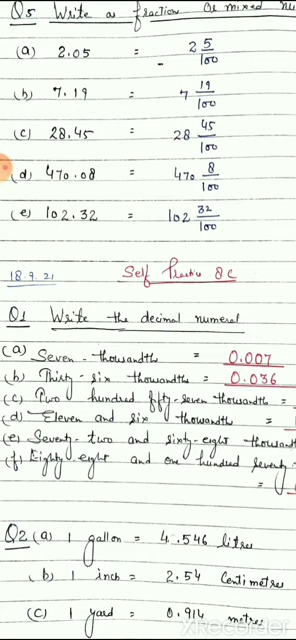 Q5 Write as fraction or mixed nu
(a) 2.05 = 2 5/100
(b) 7.19 = 7 19/100
(c) 28.45 = 28 45/100
(d) 470.08 = 470 8/100
(e) 102.32 = 102 32/100
18.9.21 Self Practice 8C
Q1 Write the decimal numeral
(a) Seven-thousandths = 0.007
(b) Thirty-six thousandths = 0.036
(c) Two hundred fifty-seven thousandths =
(d) Eleven and six thousandths =
(e) Seventy-two and sixty-eight thousandt
(f) Eighty-eight and one hundred seventy-
=
Q2 (a) 1 gallon = 4.546 litres
(b) 1 inch = 2.54 Centimetres
(c) 1 yard = 0.914 metres
XRecorder